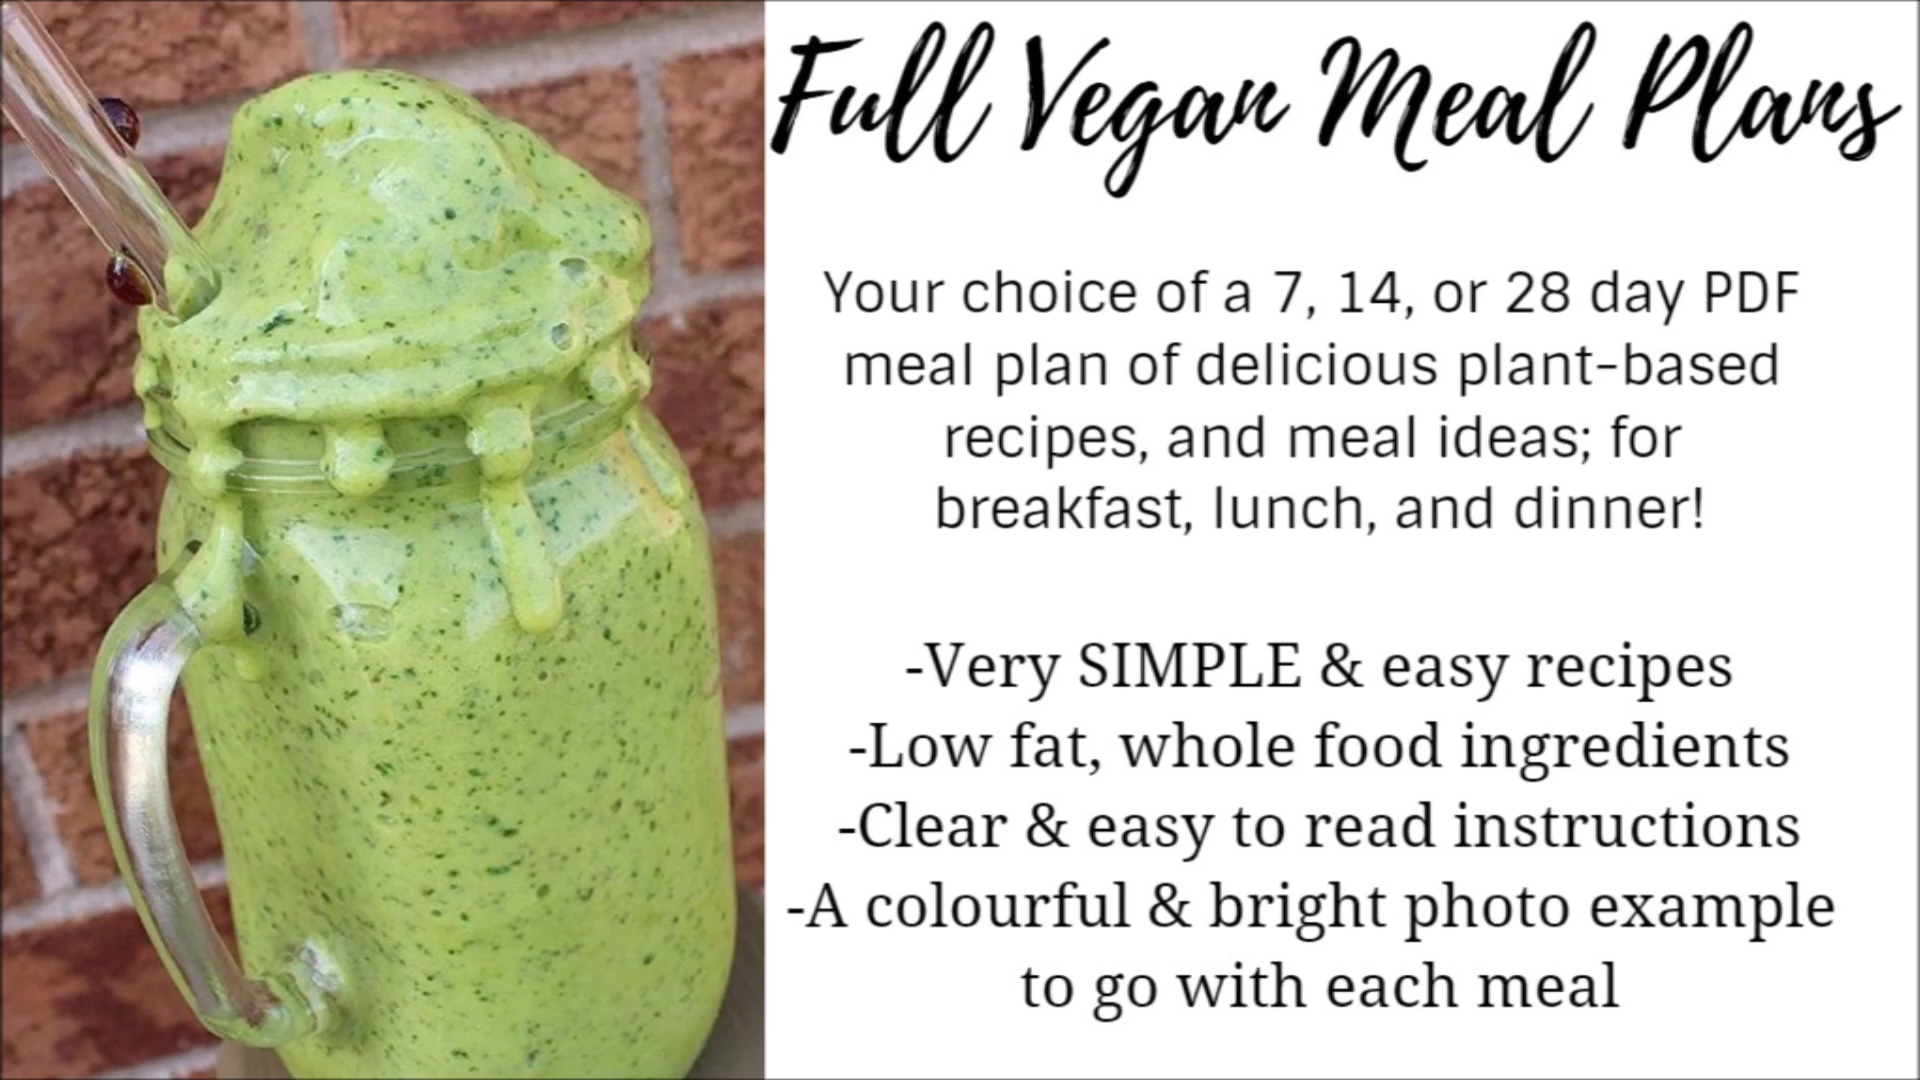 Full Vegan Meal Plans
Your choice of a 7, 14, or 28 day PDF
meal plan of delicious plant-based
recipes, and meal ideas; for
breakfast, lunch, and dinner!
-Very SIMPLE & easy recipes
-Low fat, whole food ingredients
-Clear & easy to read instructions
-A colourful & bright photo example
to go with each meal